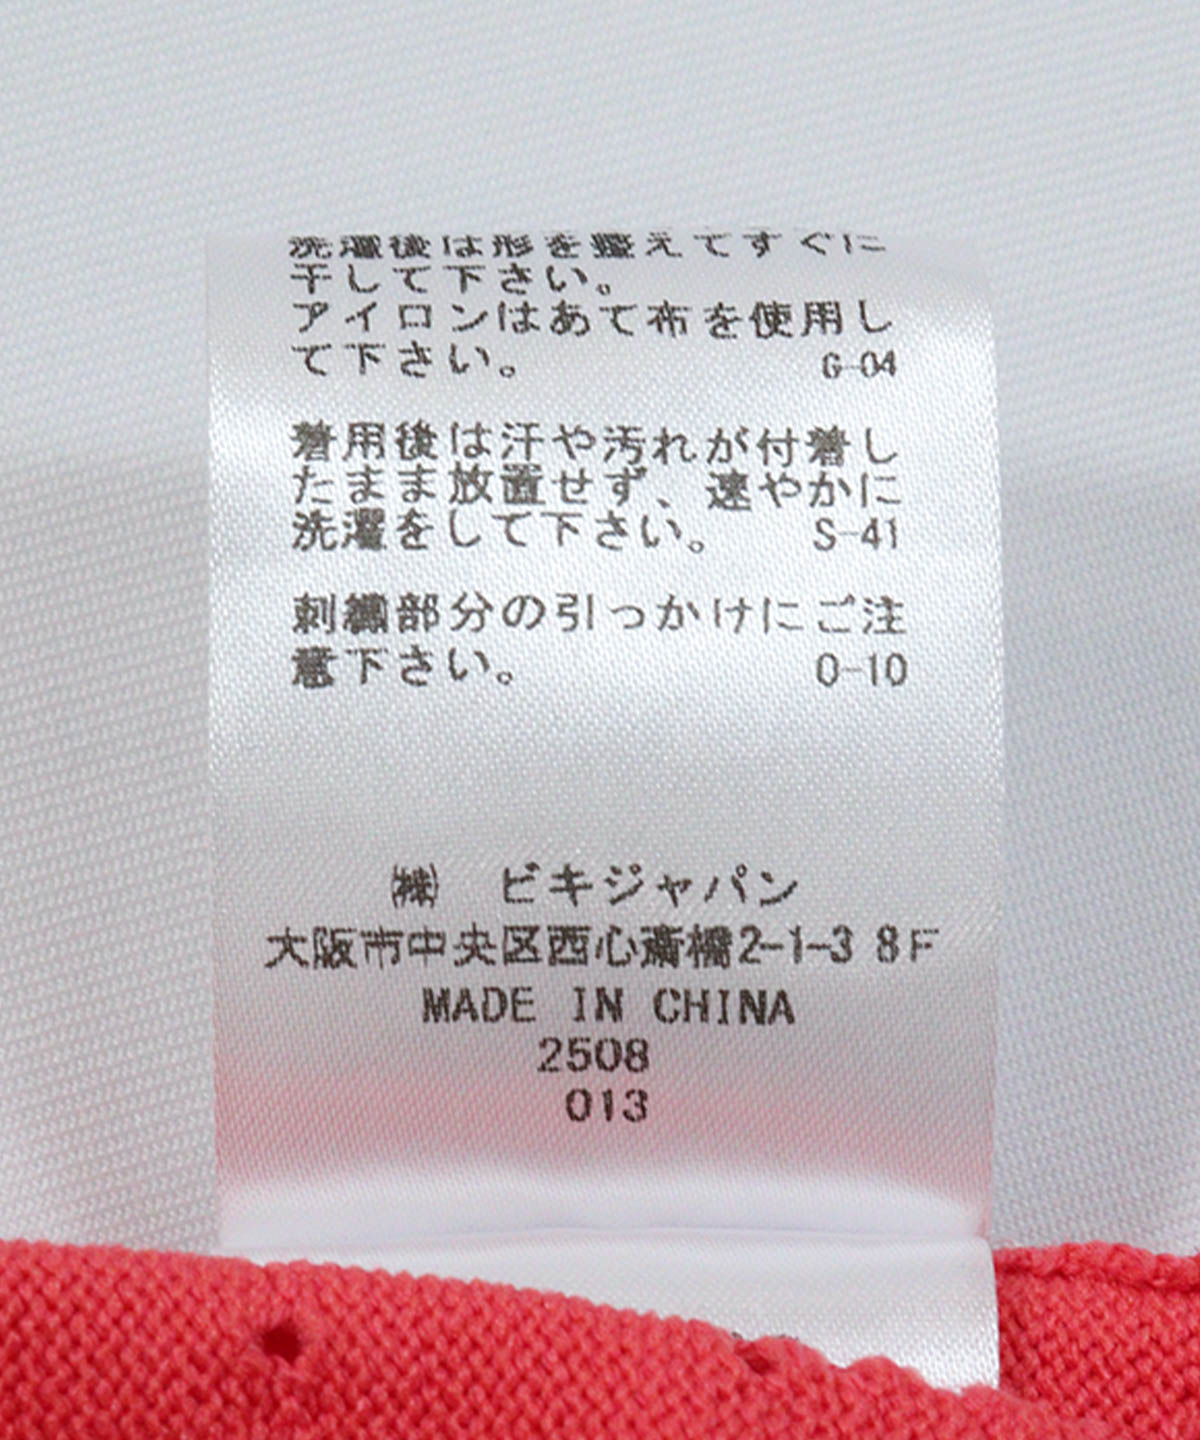 洗濯後は形を整えてすぐに
干して下さい。
アイロンはあて布を使用し
て下さい。 G-04
着用後は汗や汚れが付着し
たまま放置せず、速やかに
洗濯をして下さい。 S-41
刺繍部分の引っかけにご注
意下さい。 O-10
㈱ ビキジャパン
大阪市中央区西心斎橋2-1-3 8F
MADE IN CHINA
2508
013